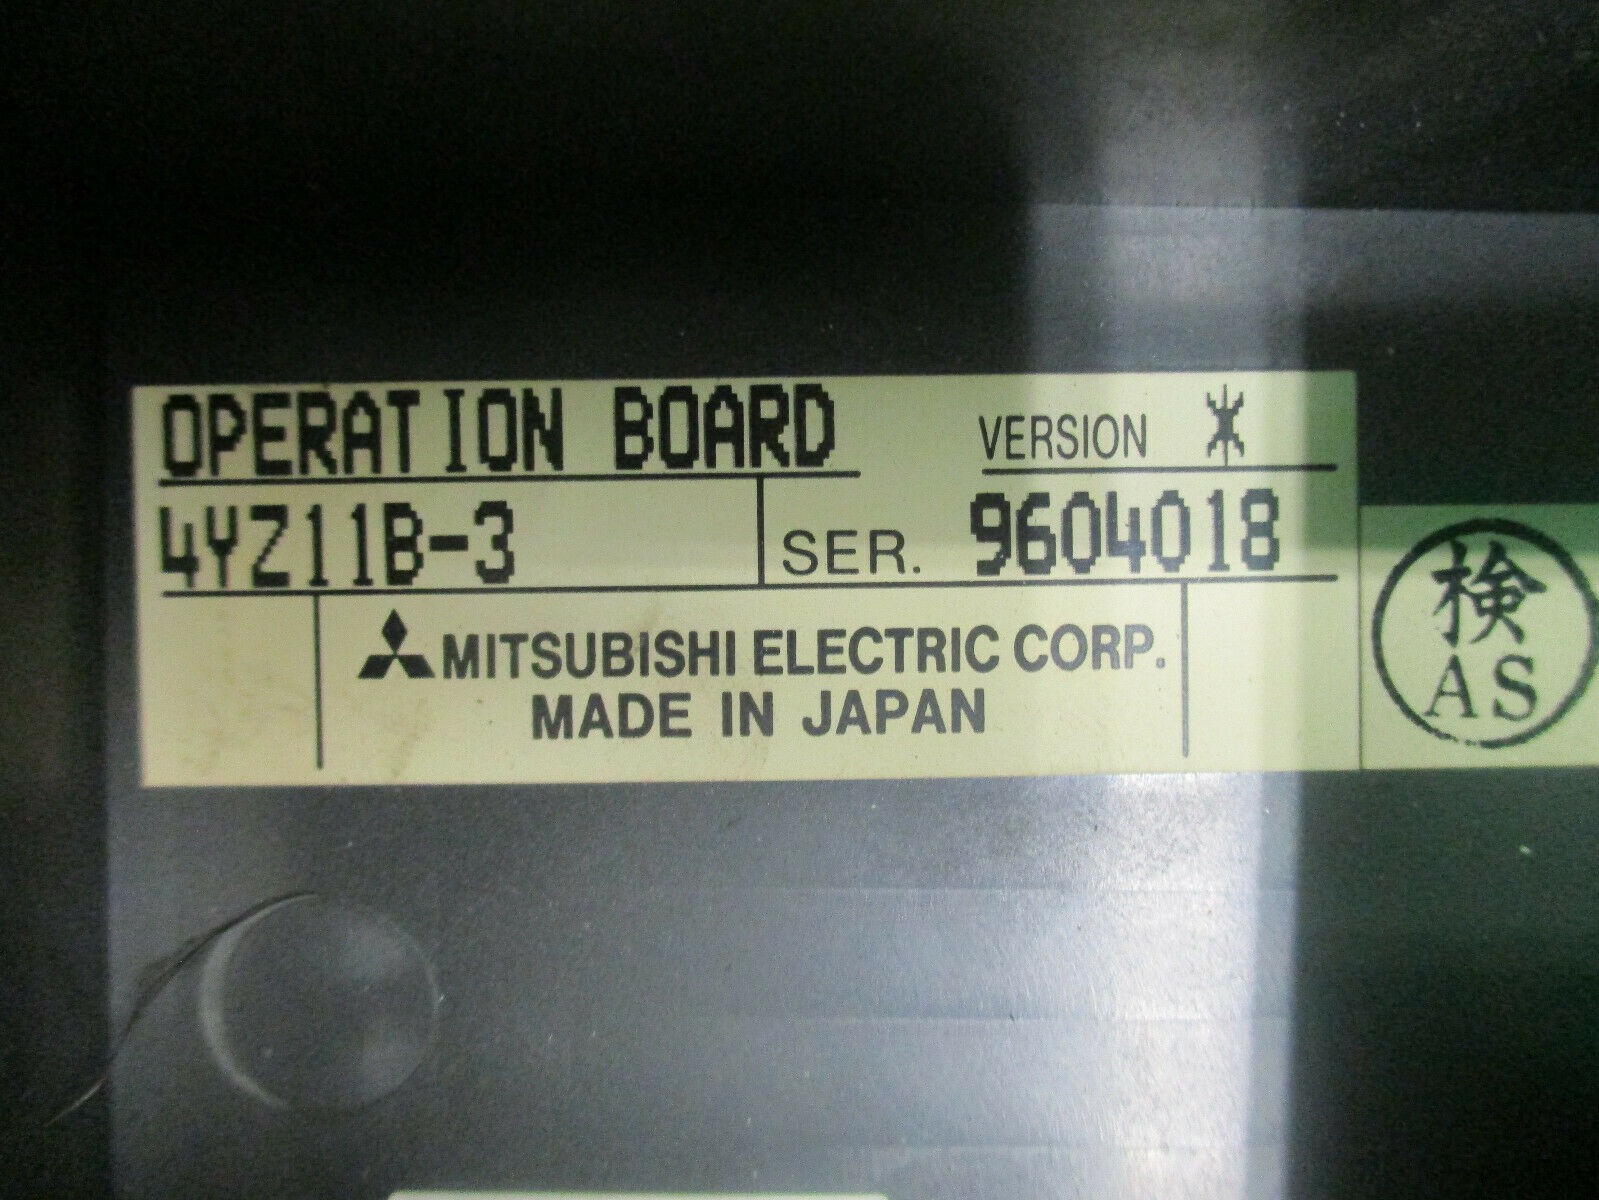 OPERATION BOARD VERSION *
4YZ11B-3 SER. 9604018
MITSUBISHI ELECTRIC CORP.
MADE IN JAPAN
検
AS